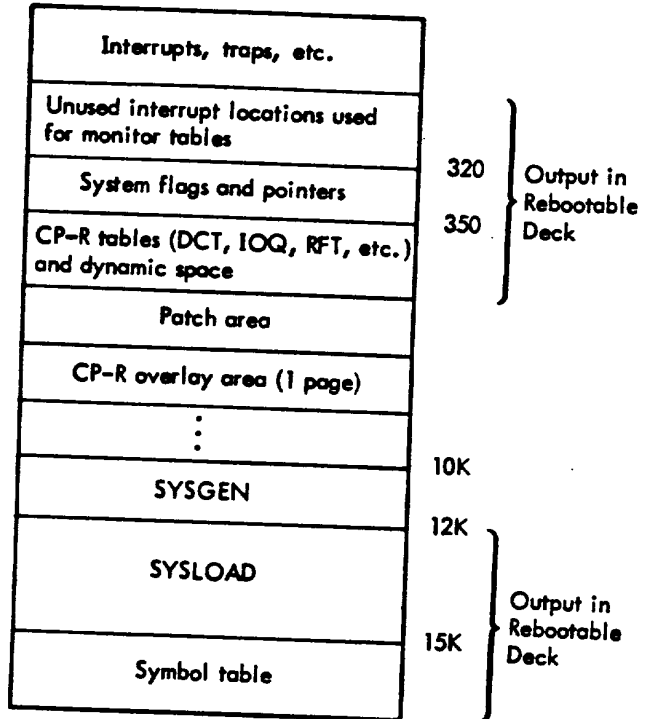 Interrupts, traps, etc.
Unused interrupt locations used
for monitor tables
320
System flags and pointers
350
CP-R tables (DCT, IOQ, RFT, etc.)
and dynamic space
Output in
Rebootable
Deck
Patch area
CP-R overlay area (1 page)
10K
SYSGEN
12K
SYSLOAD
15K
Symbol table
Output in
Rebootable
Deck